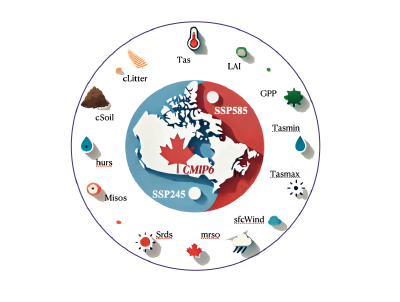 Tas
LAI
cLitter
GPP
SSP585
cSoil
Tasmin
hurs
CMIP6
Tasmax
SSP245
Misos
sfcWind
Srds
mrso